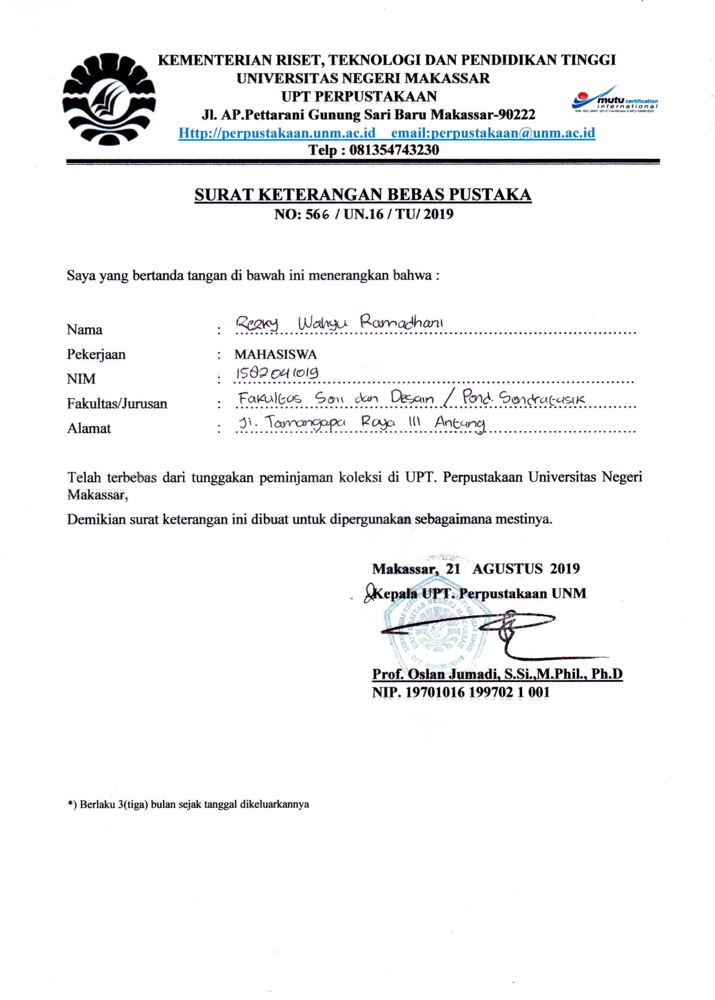 KEMENTERIAN RISET, TEKNOLOGI DAN PENDIDIKAN TINGGI
UNIVERSITAS NEGERI MAKASSAR
UPT PERPUSTAKAAN
Jl. AP.Pettarani Gunung Sari Baru Makassar-90222
Http://perpustakaan.unm.ac.id email:perpustakaan@unm.ac.id
Telp : 081354743230
mutu certification
international
SNI ISO 9001 2015 Certificate # MCI-QMS/625
SURAT KETERANGAN BEBAS PUSTAKA
NO: 566 / UN.16 / TU/ 2019
Saya yang bertanda tangan di bawah ini menerangkan bahwa :
Nama : Rezky Wahyu Ramadhani
Pekerjaan : MAHASISWA
NIM : 1582041019
Fakultas/Jurusan : Fakultas Seni dan Desain / Pend. Sendratasik
Alamat : Jl. Tamangapa Raya III Antang
Telah terbebas dari tunggakan peminjaman koleksi di UPT. Perpustakaan Universitas Negeri
Makassar,
Demikian surat keterangan ini dibuat untuk dipergunakan sebagaimana mestinya.
Makassar, 21 AGUSTUS 2019
Kepala UPT. Perpustakaan UNM
UNIVERSITAS NEGERI MAKASSAR
UPT. PERPUSTAKAAN
Prof. Oslan Jumadi, S.Si.,M.Phil., Ph.D
NIP. 19701016 199702 1 001
*) Berlaku 3(tiga) bulan sejak tanggal dikeluarkannya